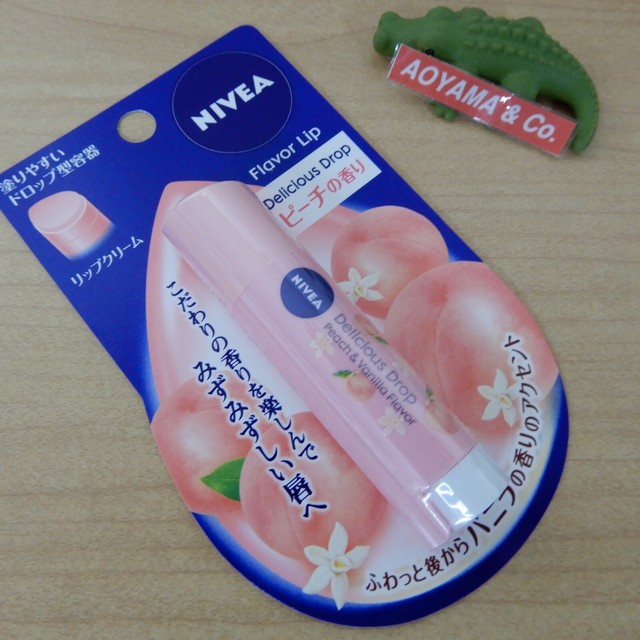 NIVEA
Flavor Lip
Delicious Drop
ピーチの香り
塗りやすい
ドロップ型容器
リップクリーム
こだわりの香りを楽しんで
みずみずしい唇へ
NIVEA
Delicious Drop
Peach & Vanilla Flavor
ふわっと後からバニラの香りのアクセント
AOYAMA & Co.